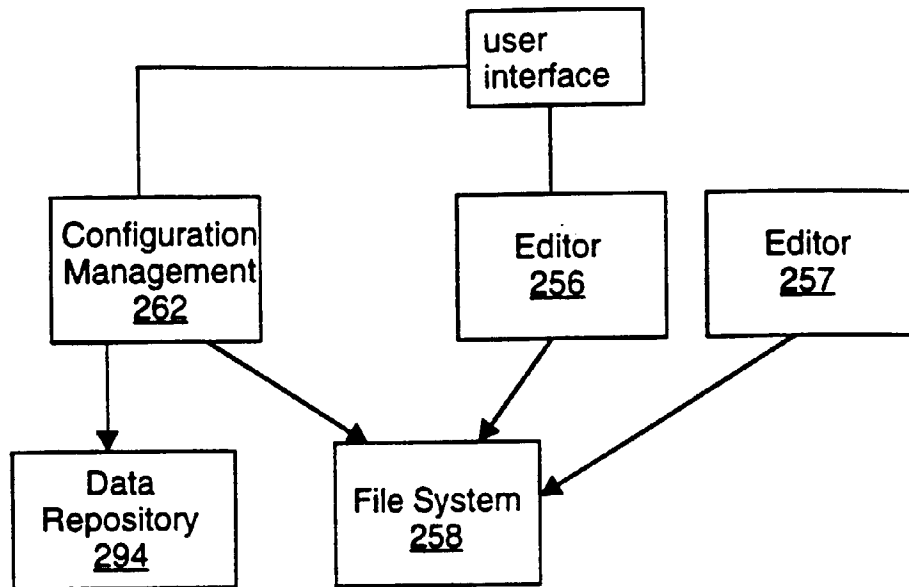 user
interface
Configuration
Management
262
Editor
256
Editor
257
Data
Repository
294
File System
258